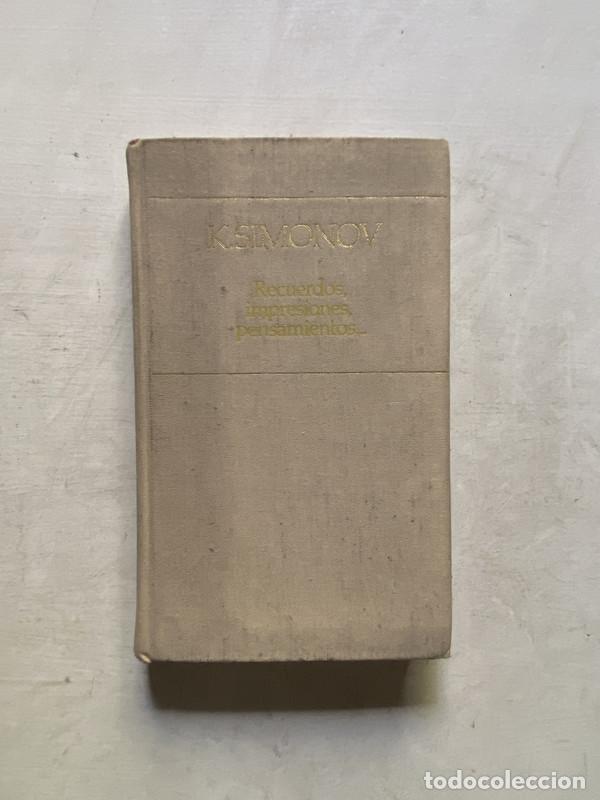 K. SIMONOV
Recuerdos,
impresiones,
pensamientos...
todocoleccion